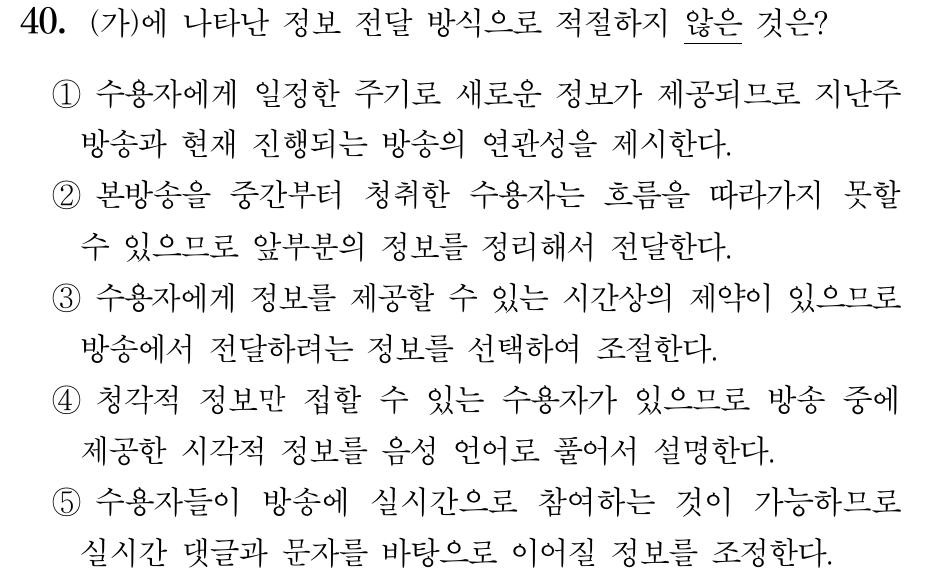 40. (가)에 나타난 정보 전달 방식으로 적절하지 않은 것은?
① 수용자에게 일정한 주기로 새로운 정보가 제공되므로 지난주
방송과 현재 진행되는 방송의 연관성을 제시한다.
② 본방송을 중간부터 청취한 수용자는 흐름을 따라가지 못할
수 있으므로 앞부분의 정보를 정리해서 전달한다.
③ 수용자에게 정보를 제공할 수 있는 시간상의 제약이 있으므로
방송에서 전달하려는 정보를 선택하여 조절한다.
④ 청각적 정보만 접할 수 있는 수용자가 있으므로 방송 중에
제공한 시각적 정보를 음성 언어로 풀어서 설명한다.
⑤ 수용자들이 방송에 실시간으로 참여하는 것이 가능하므로
실시간 댓글과 문자를 바탕으로 이어질 정보를 조정한다.